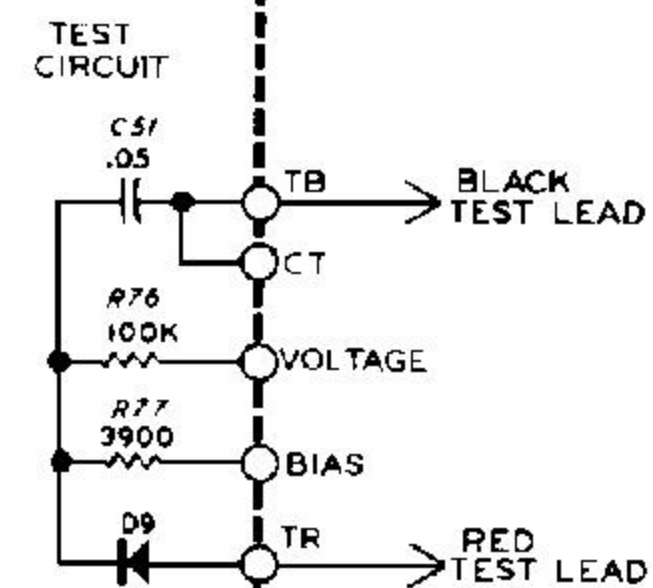 TEST
CIRCUIT
C51
.05
TB
BLACK
TEST LEAD
CT
R76
100K
VOLTAGE
R77
3900
BIAS
D9
TR
RED
TEST LEAD